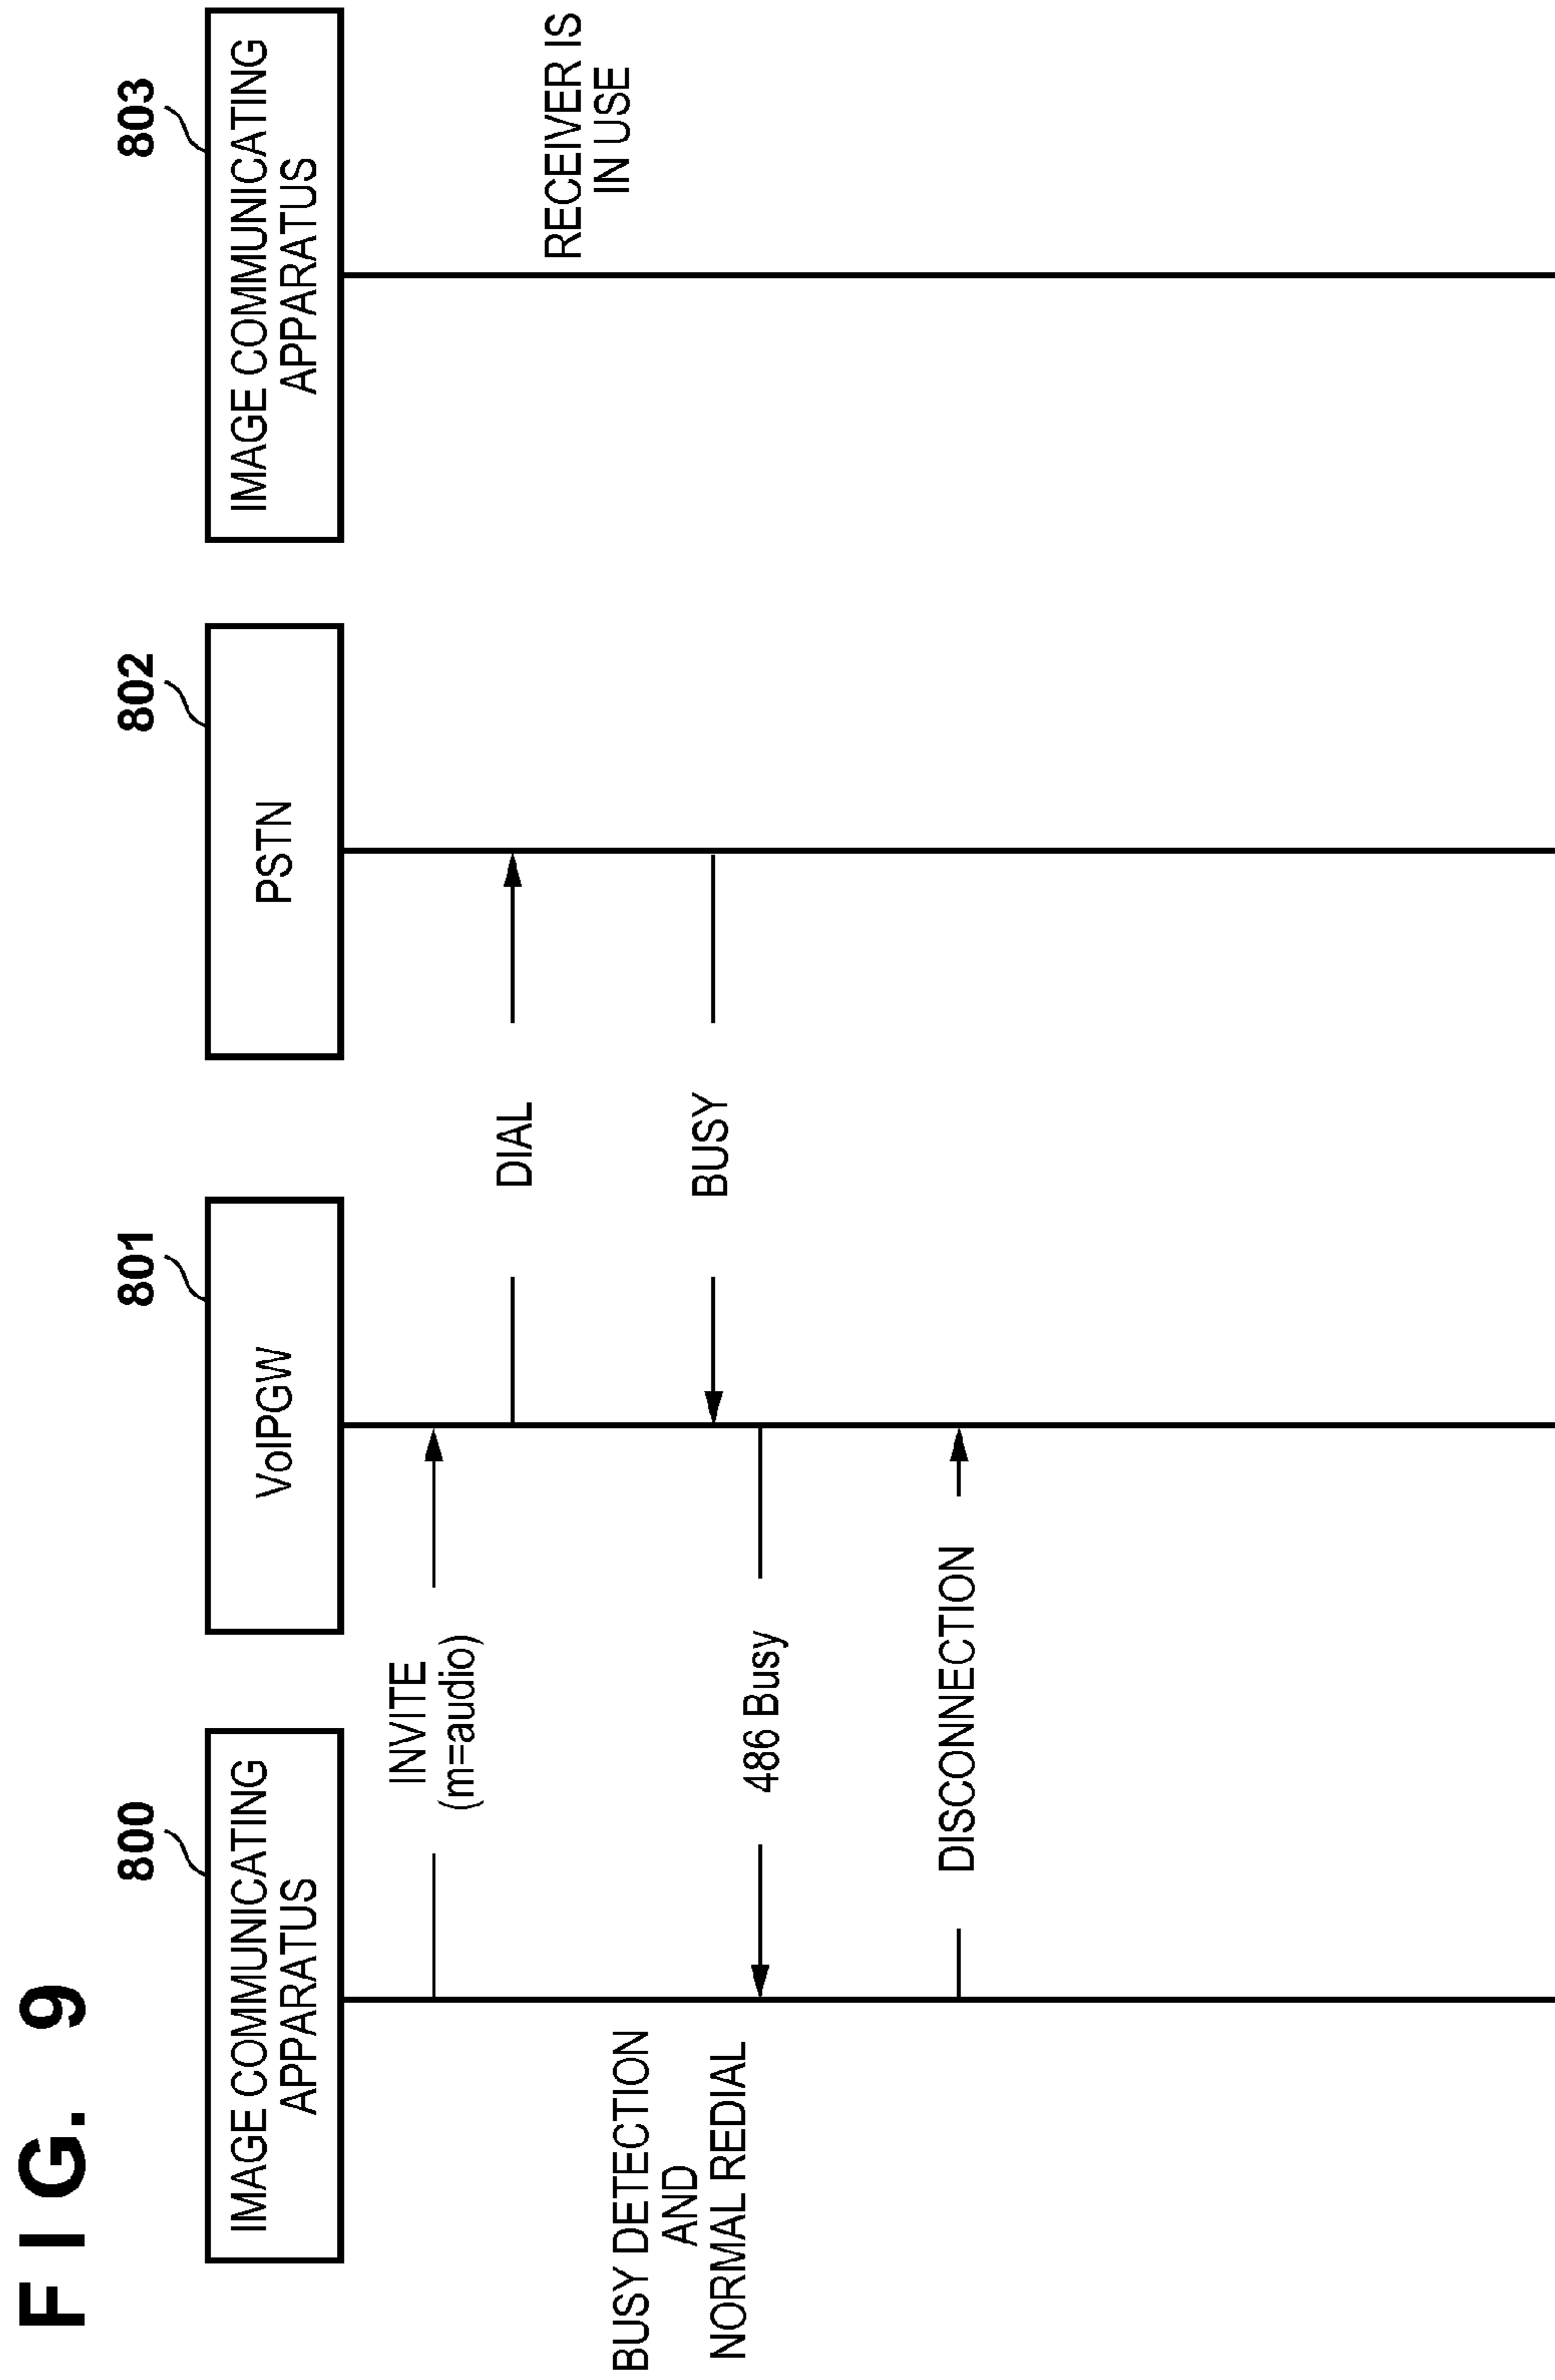 FIG. 9
800
801
802
803
IMAGE COMMUNICATING
APPARATUS
VoIPGW
PSTN
IMAGE COMMUNICATING
APPARATUS
INVITE
(m=audio)
DIAL
RECEIVER IS
IN USE
BUSY DETECTION
AND
NORMAL REDIAL
BUSY
486 Busy
DISCONNECTION